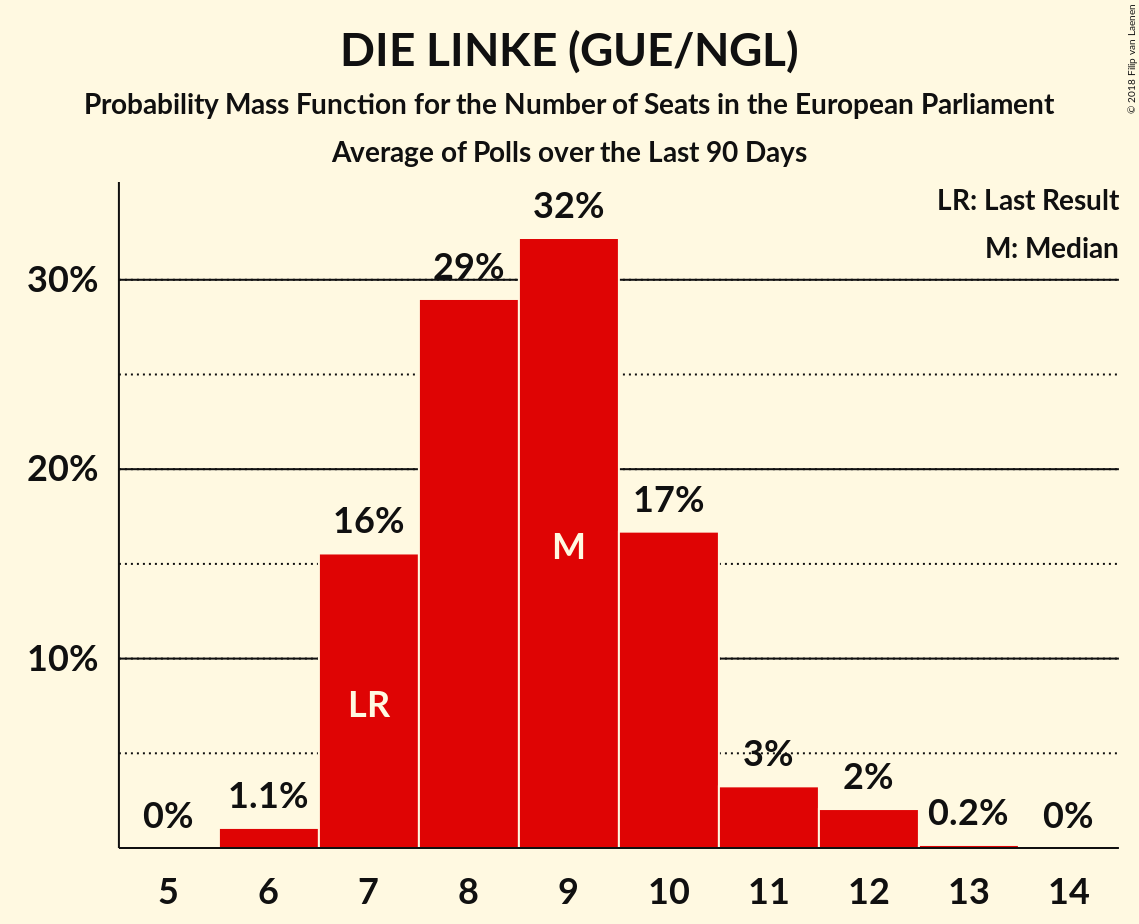 DIE LINKE (GUE/NGL)
Probability Mass Function for the Number of Seats in the European Parliament
Average of Polls over the Last 90 Days
© 2018 Filip van Laenen
LR: Last Result
M: Median
30%
20%
10%
0%
1.1%
16%
29%
32%
17%
3%
2%
0.2%
0%
LR
M
5 6 7 8 9 10 11 12 13 14